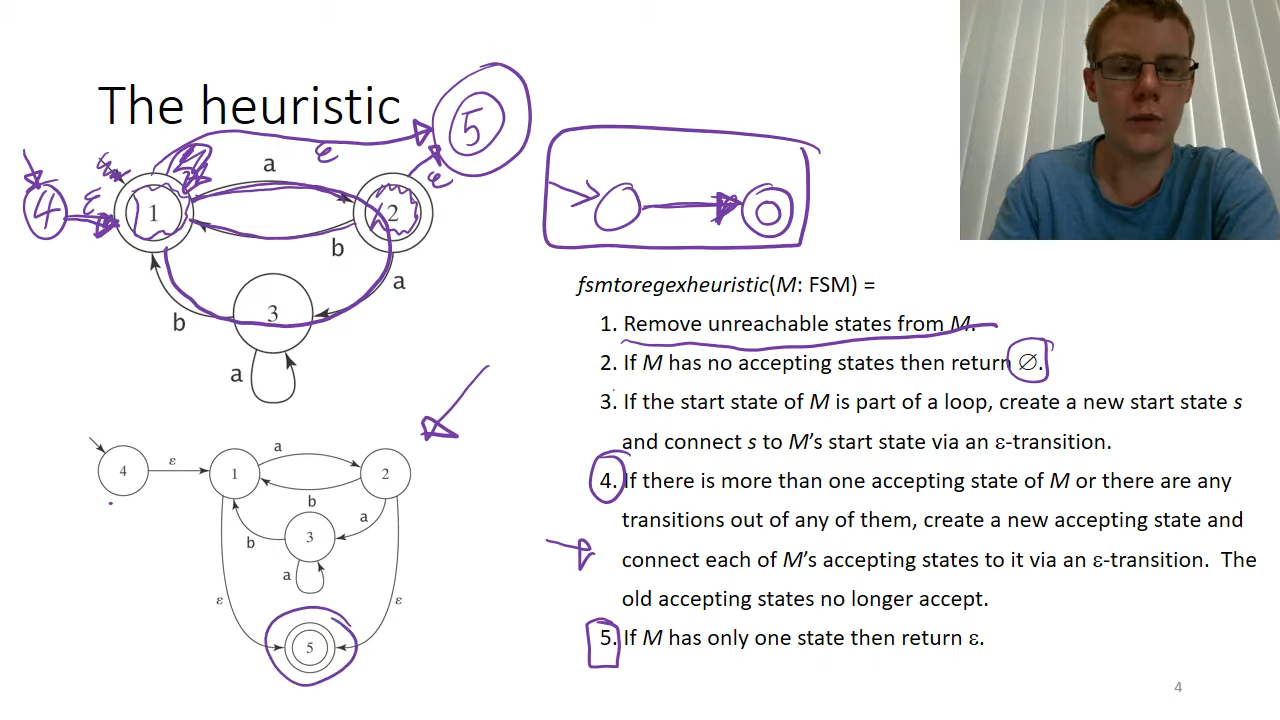 The heuristic
5
ε
a
4
ε
1
2
ε
b
a
3
b
a
fsmtoregexheuristic(M: FSM) =
1. Remove unreachable states from M.
2. If M has no accepting states then return ∅.
3. If the start state of M is part of a loop, create a new start state s
and connect s to M’s start state via an ε-transition.
4. If there is more than one accepting state of M or there are any
transitions out of any of them, create a new accepting state and
connect each of M’s accepting states to it via an ε-transition. The
old accepting states no longer accept.
5. If M has only one state then return ε.
a
4
ε
1
2
b
a
3
b
a
ε
ε
5
4